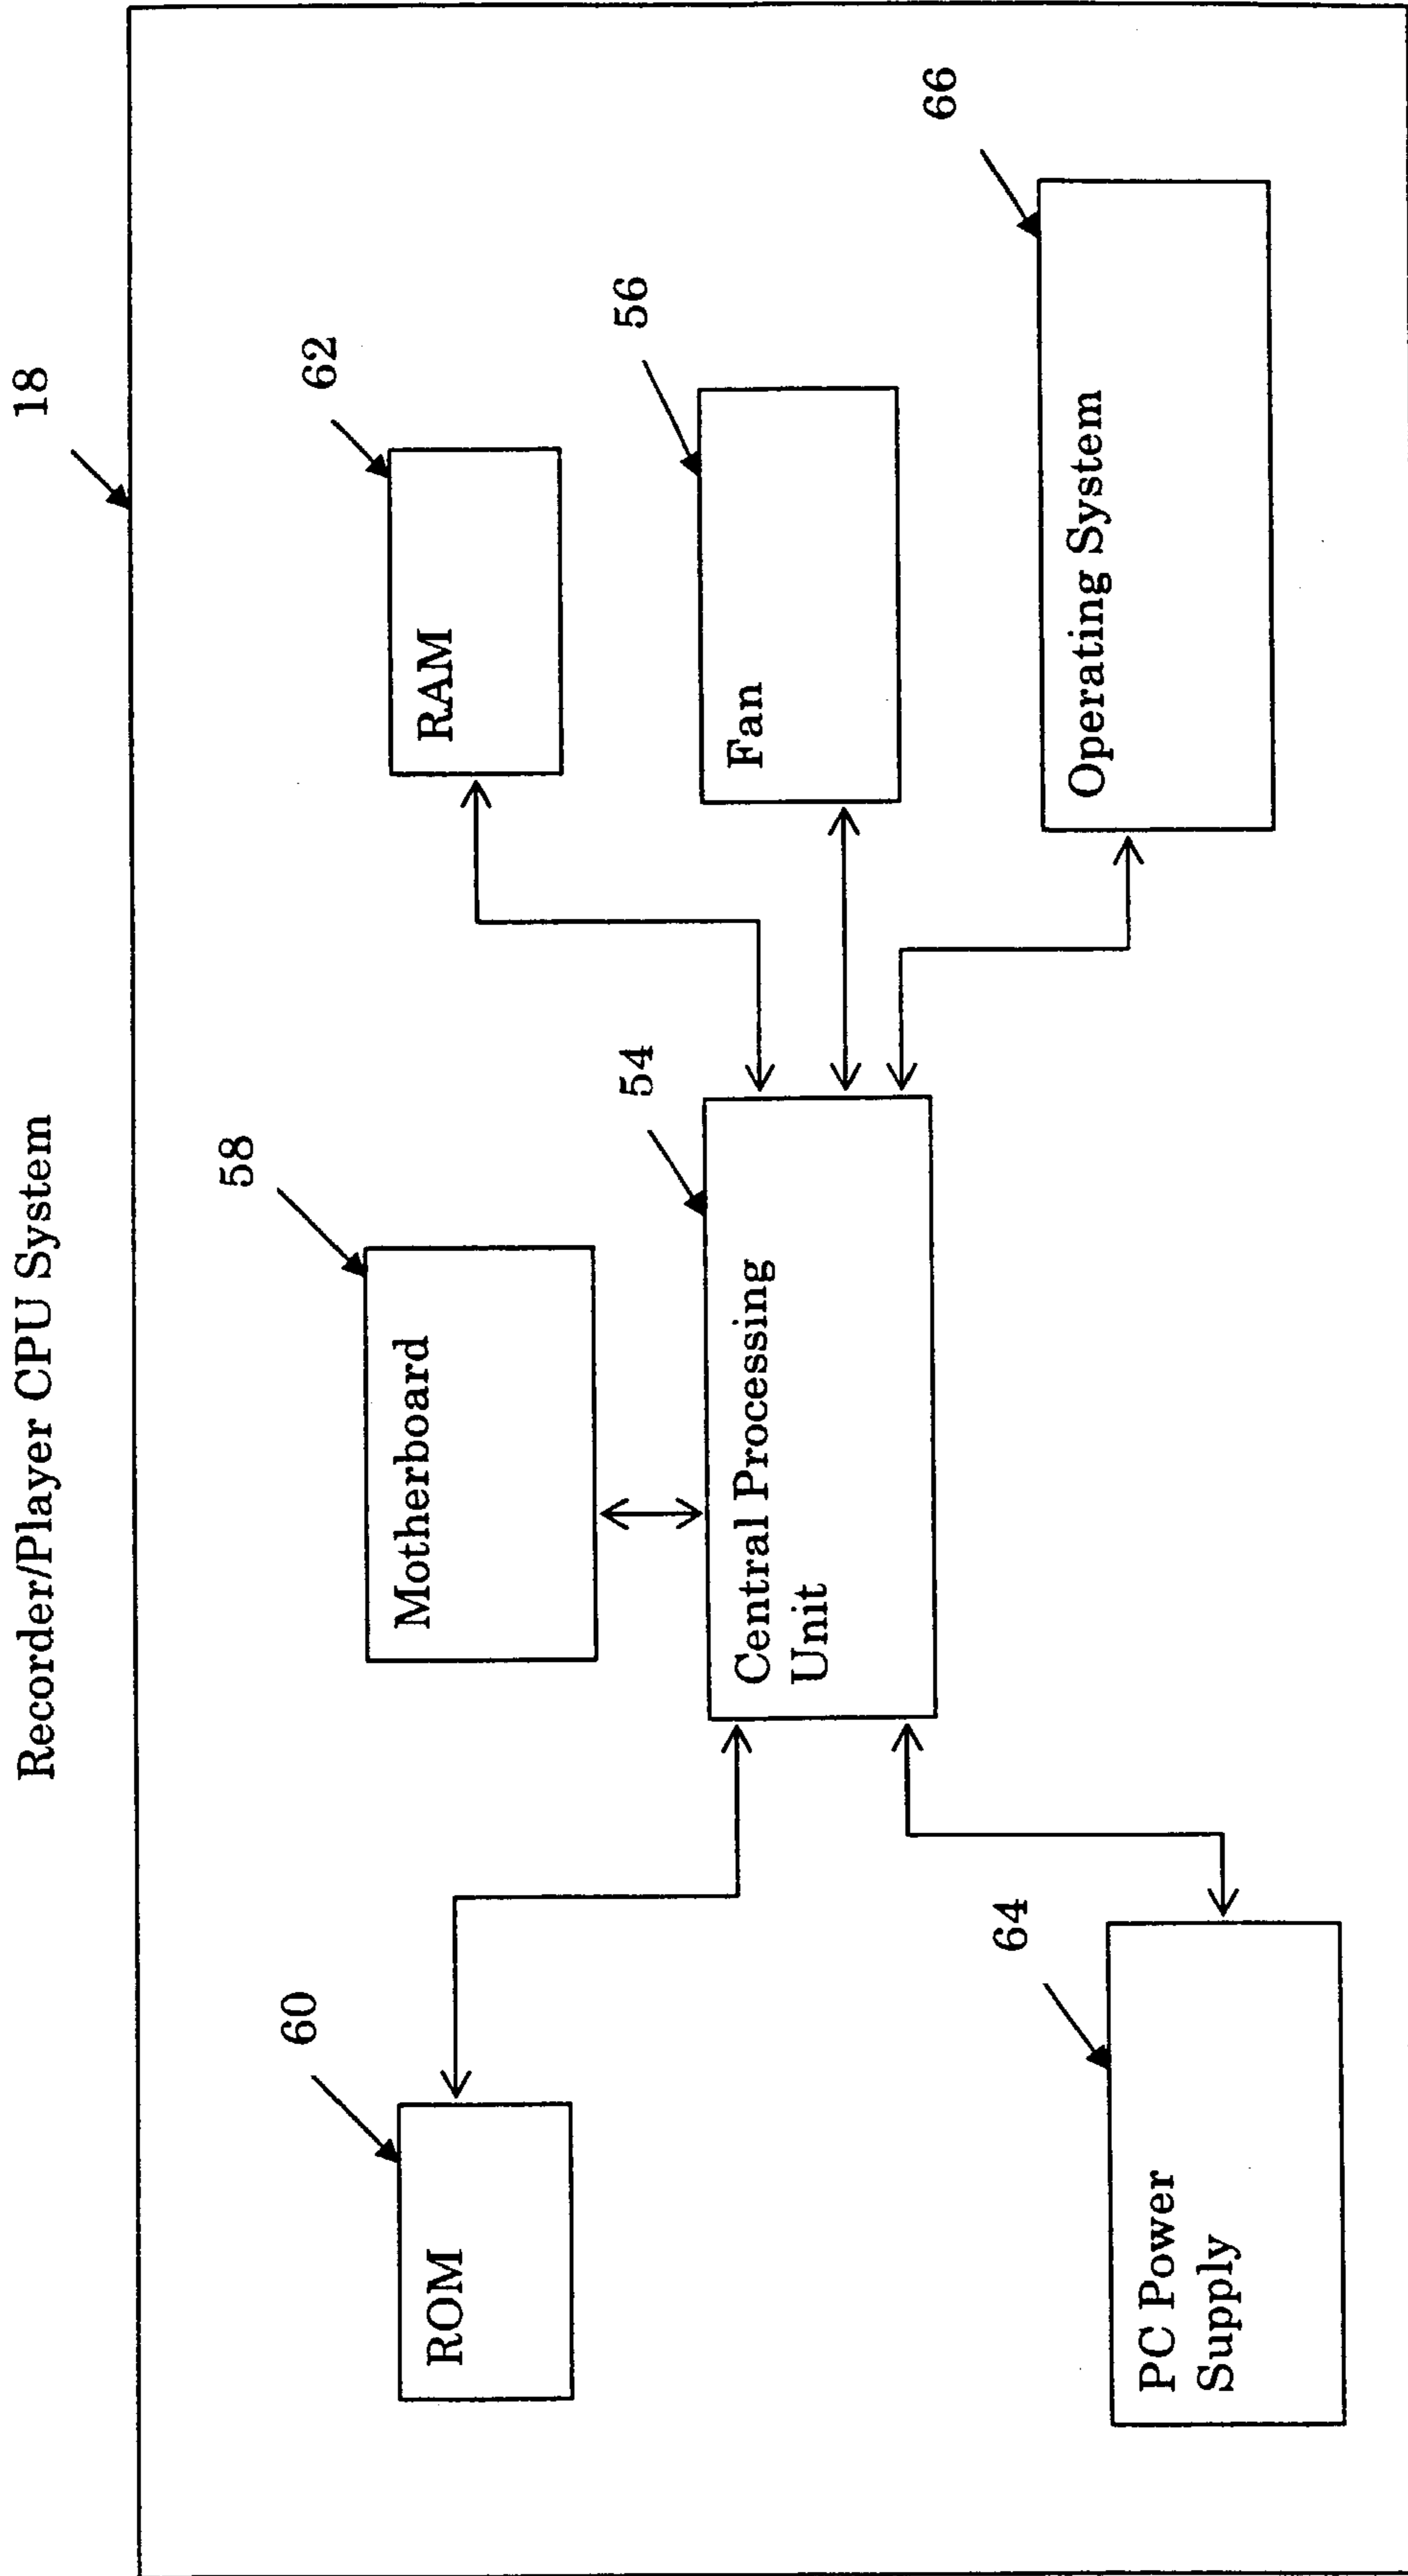 Recorder/Player CPU System
18
58
62
60
Motherboard
RAM
ROM
54
56
Central Processing
Unit
Fan
64
66
PC Power
Supply
Operating System